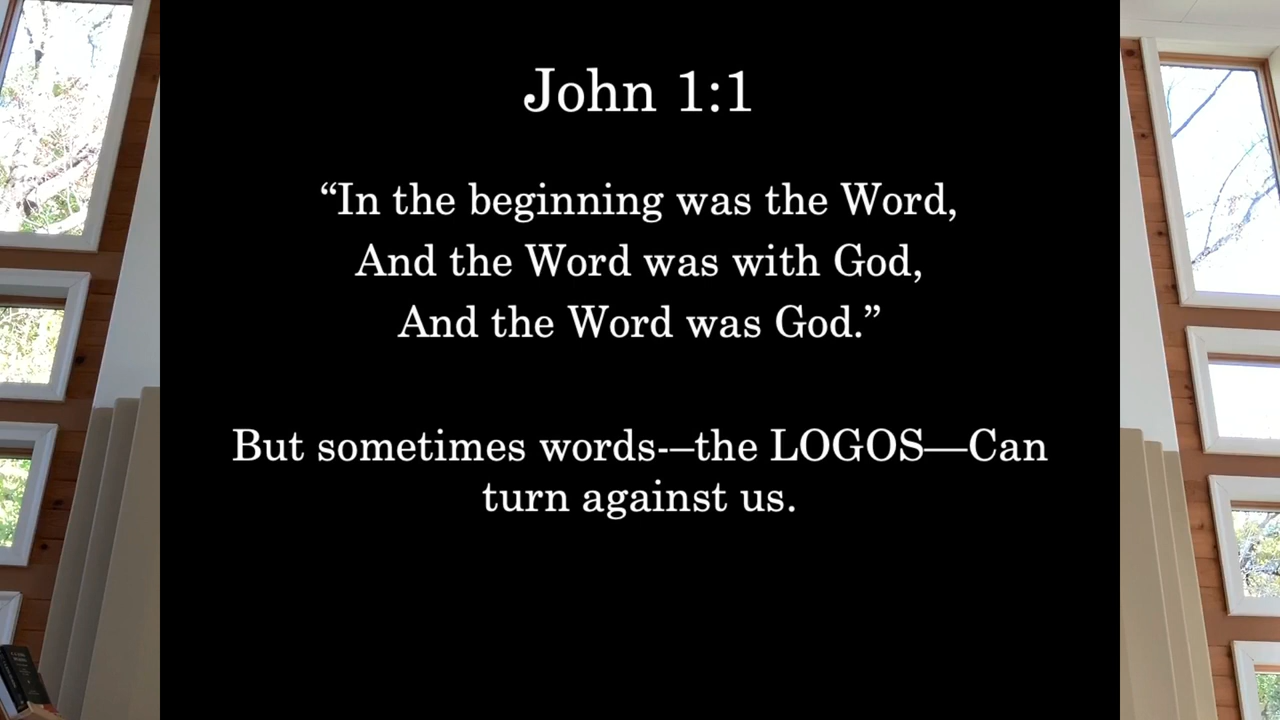 John 1:1
“In the beginning was the Word,
And the Word was with God,
And the Word was God.”
But sometimes words-–the LOGOS—Can
turn against us.